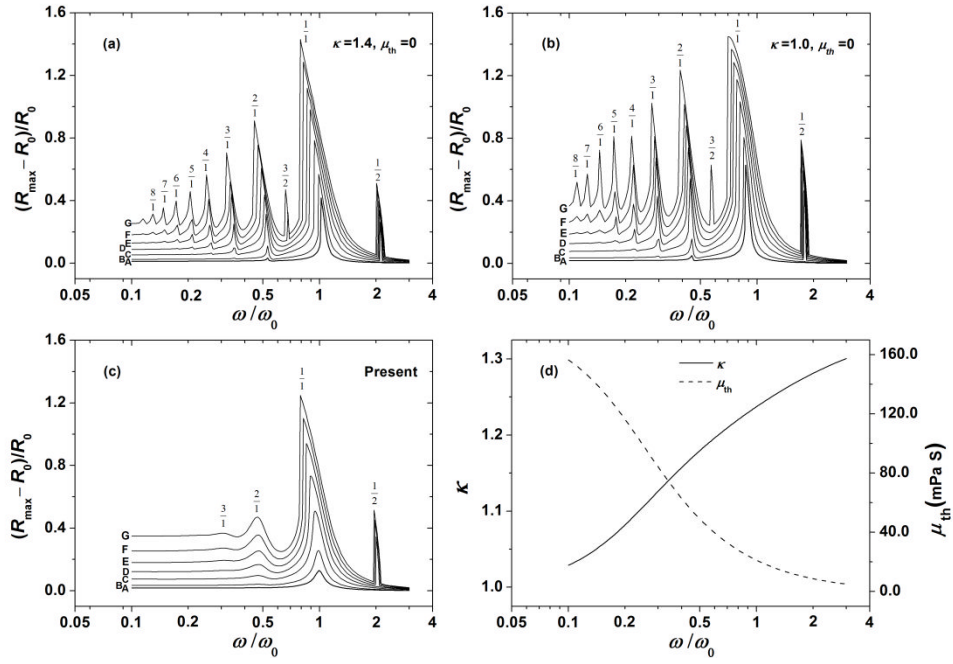 (a)
κ =1.4, μth =0
(Rmax − R0)/R0
1.6
1.2
0.8
0.4
0.0
8/1
7/1
6/1
5/1
4/1
3/1
2/1
3/2
1/1
1/2
G
F
E
D
C
B
A
0.05
0.1
0.2
0.5
1
2
4
ω/ω0
(b)
κ =1.0, μth =0
(Rmax − R0)/R0
1.6
1.2
0.8
0.4
0.0
8/1
7/1
6/1
5/1
4/1
3/1
2/1
3/2
1/1
1/2
G
F
E
D
C
B
A
0.05
0.1
0.2
0.5
1
2
4
ω/ω0
(c)
Present
(Rmax − R0)/R0
1.6
1.2
0.8
0.4
0.0
3/1
2/1
1/1
1/2
G
F
E
D
C
B
A
0.05
0.1
0.2
0.5
1
2
4
ω/ω0
(d)
κ
μth
κ
1.3
1.2
1.1
1.0
160.0
120.0
80.0
40.0
0.0
μth(mPa S)
0.05
0.1
0.2
0.5
1
2
4
ω/ω0